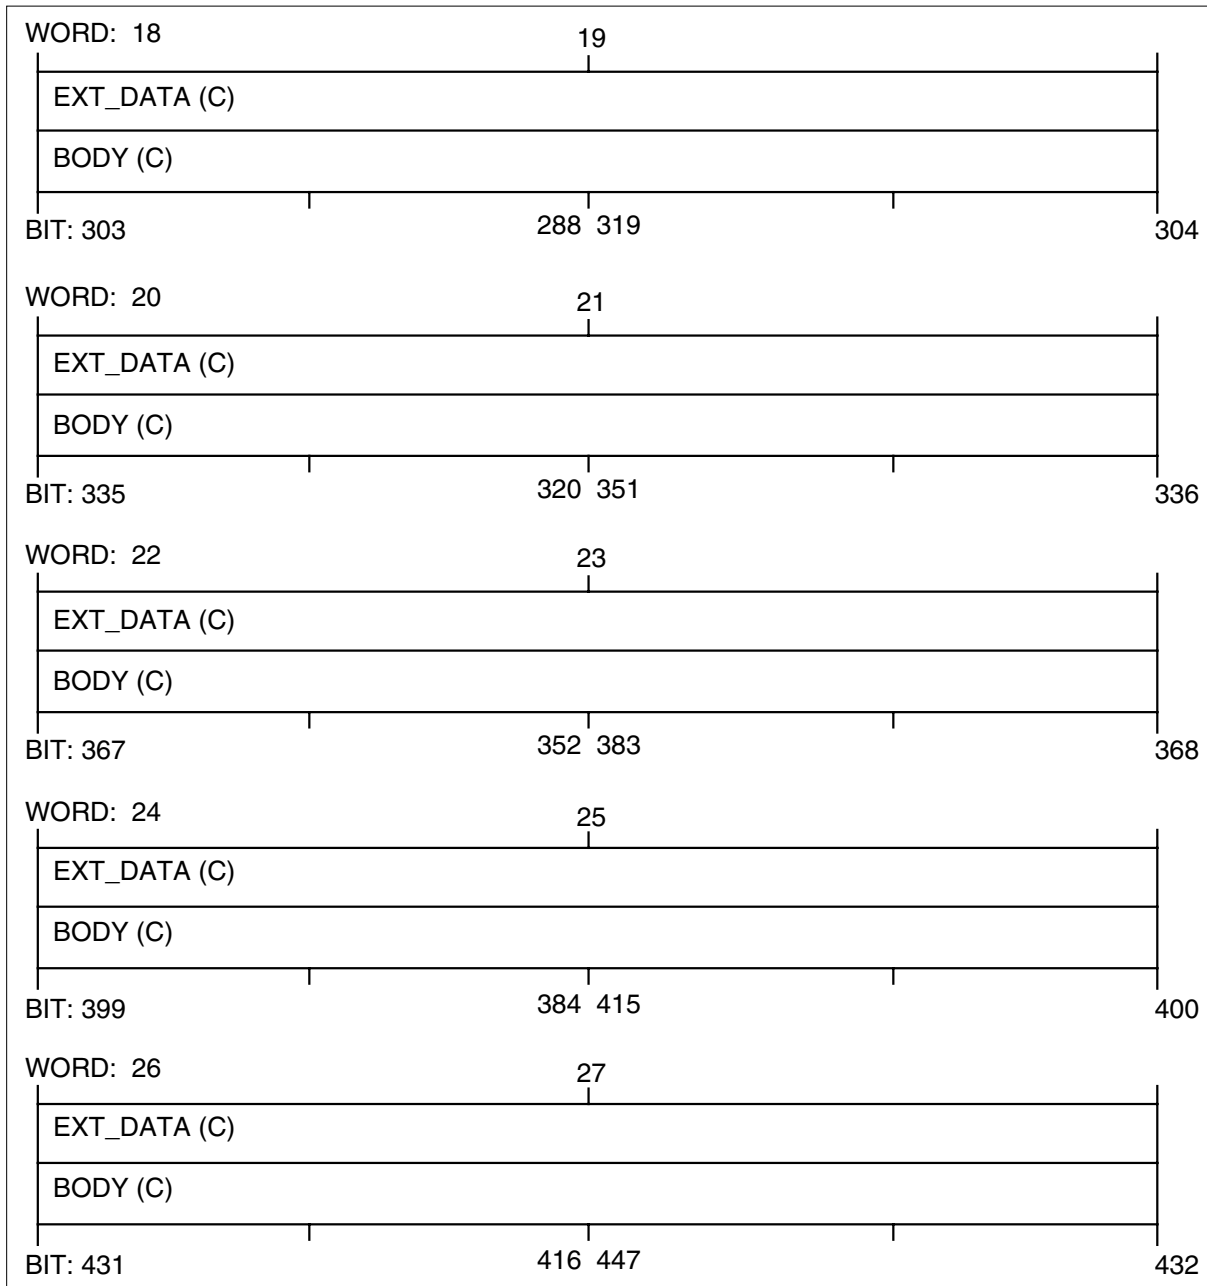 WORD: 18 19
EXT_DATA (C)
BODY (C)
BIT: 303 288 319 304
WORD: 20 21
EXT_DATA (C)
BODY (C)
BIT: 335 320 351 336
WORD: 22 23
EXT_DATA (C)
BODY (C)
BIT: 367 352 383 368
WORD: 24 25
EXT_DATA (C)
BODY (C)
BIT: 399 384 415 400
WORD: 26 27
EXT_DATA (C)
BODY (C)
BIT: 431 416 447 432